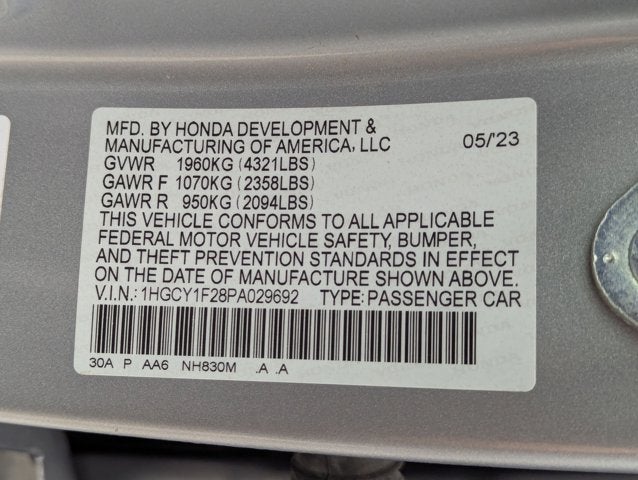 MFD. BY HONDA DEVELOPMENT &
MANUFACTURING OF AMERICA, LLC 05/'23
GVWR 1960KG (4321LBS)
GAWR F 1070KG (2358LBS)
GAWR R 950KG (2094LBS)
THIS VEHICLE CONFORMS TO ALL APPLICABLE
FEDERAL MOTOR VEHICLE SAFETY, BUMPER,
AND THEFT PREVENTION STANDARDS IN EFFECT
ON THE DATE OF MANUFACTURE SHOWN ABOVE.
V.I.N.:1HGCY1F28PA029692 TYPE:PASSENGER CAR
30A P AA6 NH830M .A .A